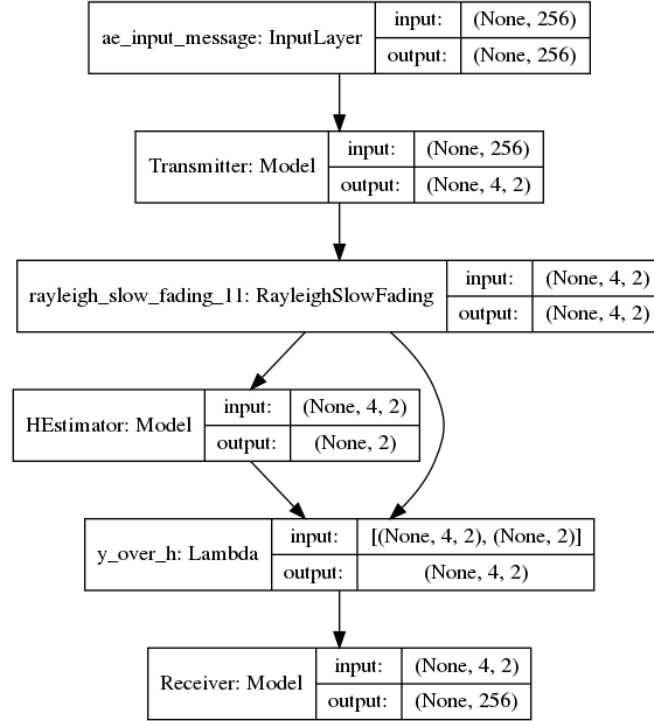 ae_input_message: InputLayer
input: (None, 256)
output: (None, 256)
Transmitter: Model
input: (None, 256)
output: (None, 4, 2)
rayleigh_slow_fading_11: RayleighSlowFading
input: (None, 4, 2)
output: (None, 4, 2)
HEstimator: Model
input: (None, 4, 2)
output: (None, 2)
y_over_h: Lambda
input: [(None, 4, 2), (None, 2)]
output: (None, 4, 2)
Receiver: Model
input: (None, 4, 2)
output: (None, 256)